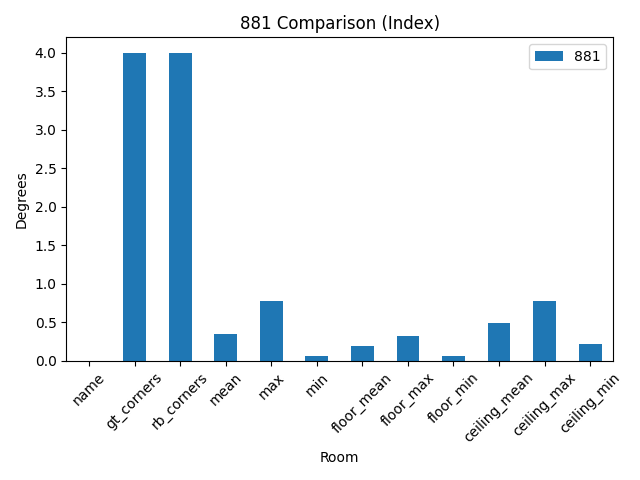 881 Comparison (Index)
881
Degrees
4.0
3.5
3.0
2.5
2.0
1.5
1.0
0.5
0.0
name
gt_corners
rb_corners
mean
max
min
floor_mean
floor_max
floor_min
ceiling_mean
ceiling_max
ceiling_min
Room